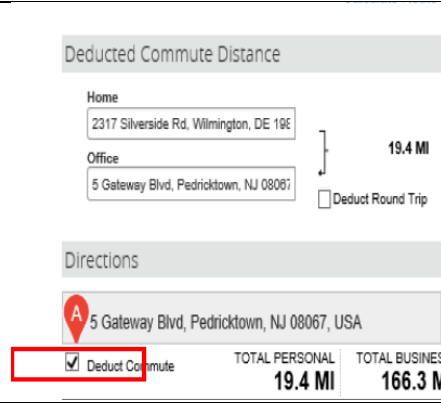 Deducted Commute Distance
Home
2317 Silverside Rd, Wilmington, DE 198
Office
19.4 MI
5 Gateway Blvd, Pedricktown, NJ 08067
Deduct Round Trip
Directions
A
5 Gateway Blvd, Pedricktown, NJ 08067, USA
Deduct Commute
TOTAL PERSONAL
19.4 MI
TOTAL BUSINES
166.3 M